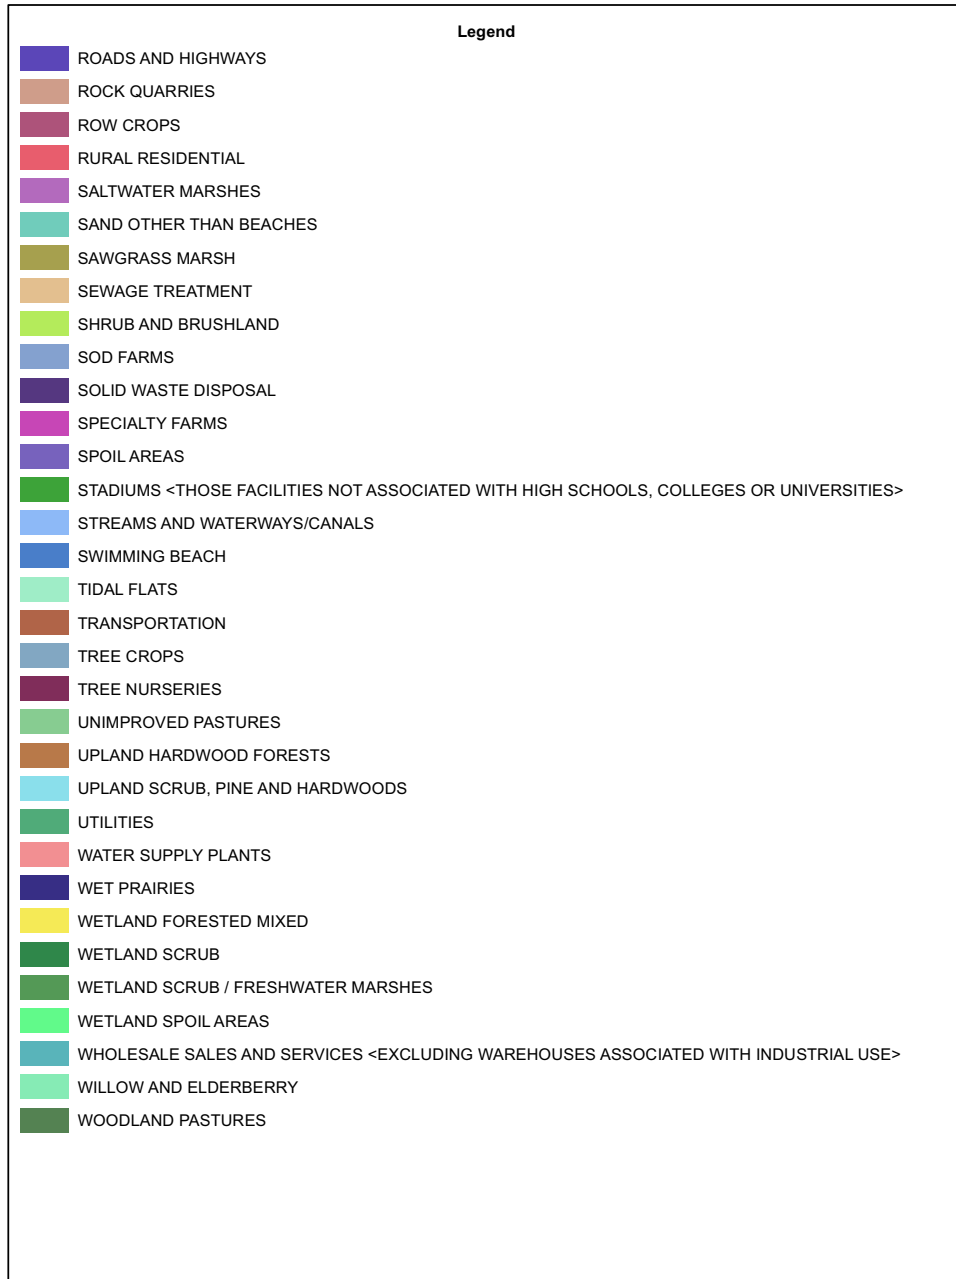 Legend
ROADS AND HIGHWAYS
ROCK QUARRIES
ROW CROPS
RURAL RESIDENTIAL
SALTWATER MARSHES
SAND OTHER THAN BEACHES
SAWGRASS MARSH
SEWAGE TREATMENT
SHRUB AND BRUSHLAND
SOD FARMS
SOLID WASTE DISPOSAL
SPECIALTY FARMS
SPOIL AREAS
STADIUMS <THOSE FACILITIES NOT ASSOCIATED WITH HIGH SCHOOLS, COLLEGES OR UNIVERSITIES>
STREAMS AND WATERWAYS/CANALS
SWIMMING BEACH
TIDAL FLATS
TRANSPORTATION
TREE CROPS
TREE NURSERIES
UNIMPROVED PASTURES
UPLAND HARDWOOD FORESTS
UPLAND SCRUB, PINE AND HARDWOODS
UTILITIES
WATER SUPPLY PLANTS
WET PRAIRIES
WETLAND FORESTED MIXED
WETLAND SCRUB
WETLAND SCRUB / FRESHWATER MARSHES
WETLAND SPOIL AREAS
WHOLESALE SALES AND SERVICES <EXCLUDING WAREHOUSES ASSOCIATED WITH INDUSTRIAL USE>
WILLOW AND ELDERBERRY
WOODLAND PASTURES